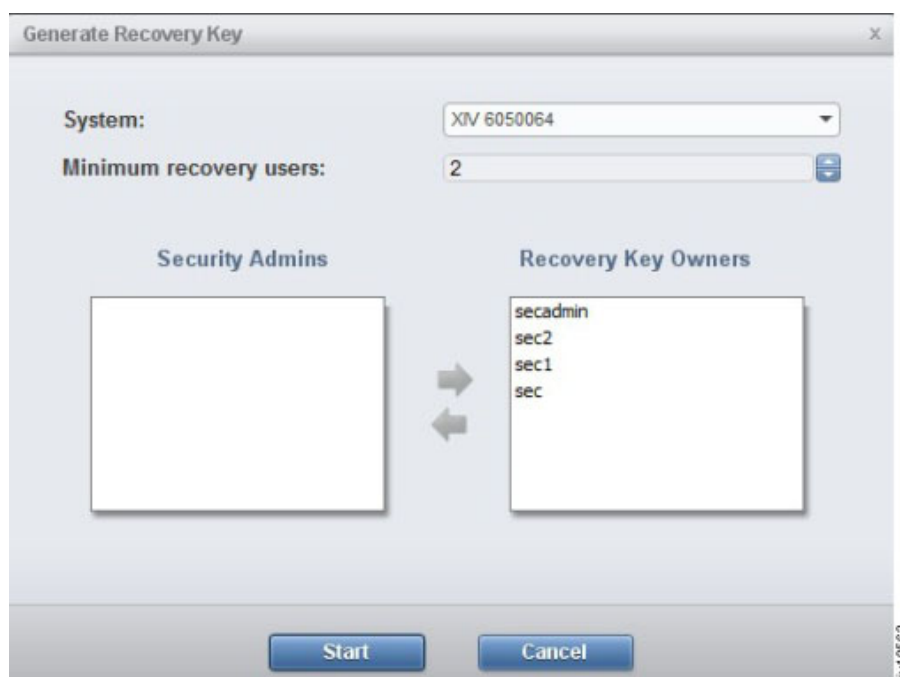 Generate Recovery Key x
System: XIV 6050064
Minimum recovery users: 2
Security Admins Recovery Key Owners
secadmin
sec2
sec1
sec
Start Cancel